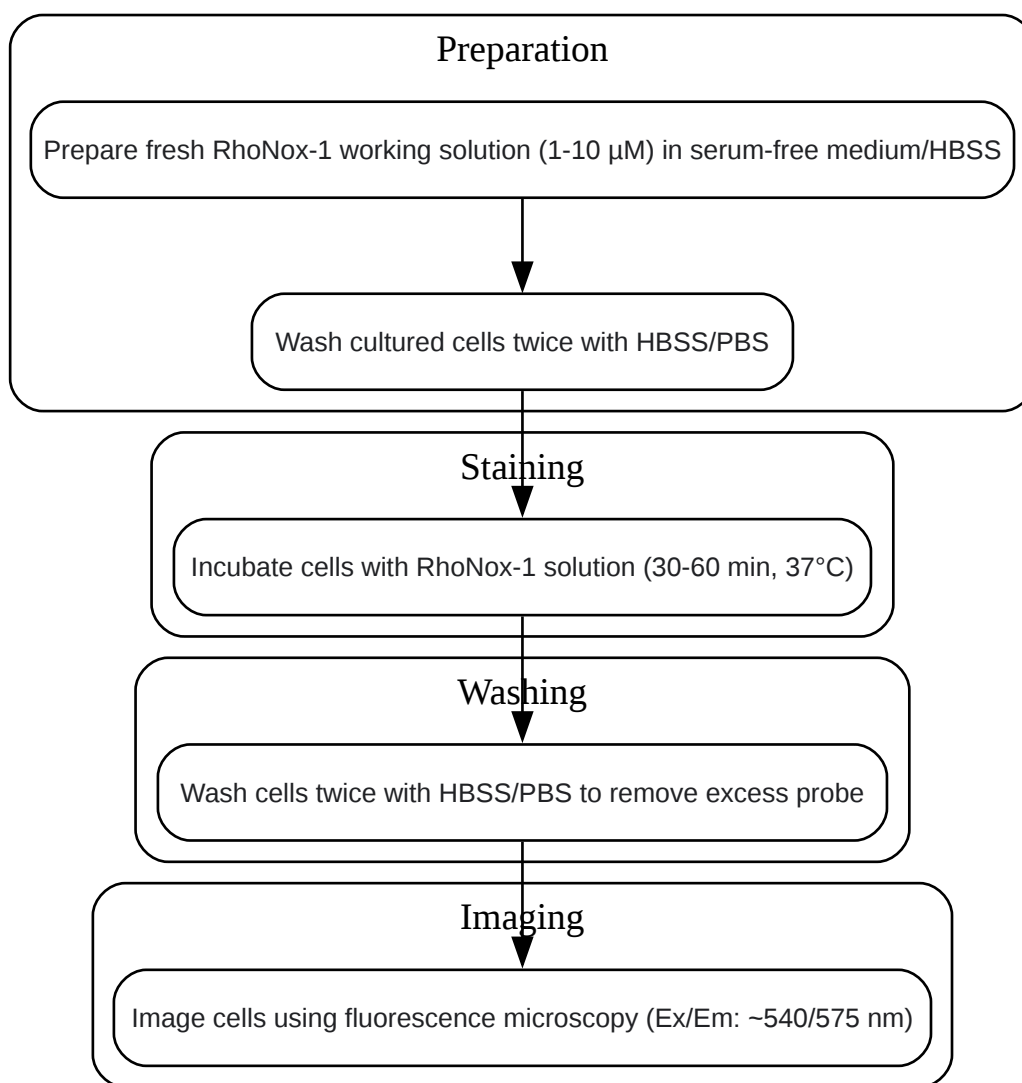 Preparation
Prepare fresh RhoNox-1 working solution (1-10 µM) in serum-free medium/HBSS
Wash cultured cells twice with HBSS/PBS
Staining
Incubate cells with RhoNox-1 solution (30-60 min, 37°C)
Washing
Wash cells twice with HBSS/PBS to remove excess probe
Imaging
Image cells using fluorescence microscopy (Ex/Em: ~540/575 nm)